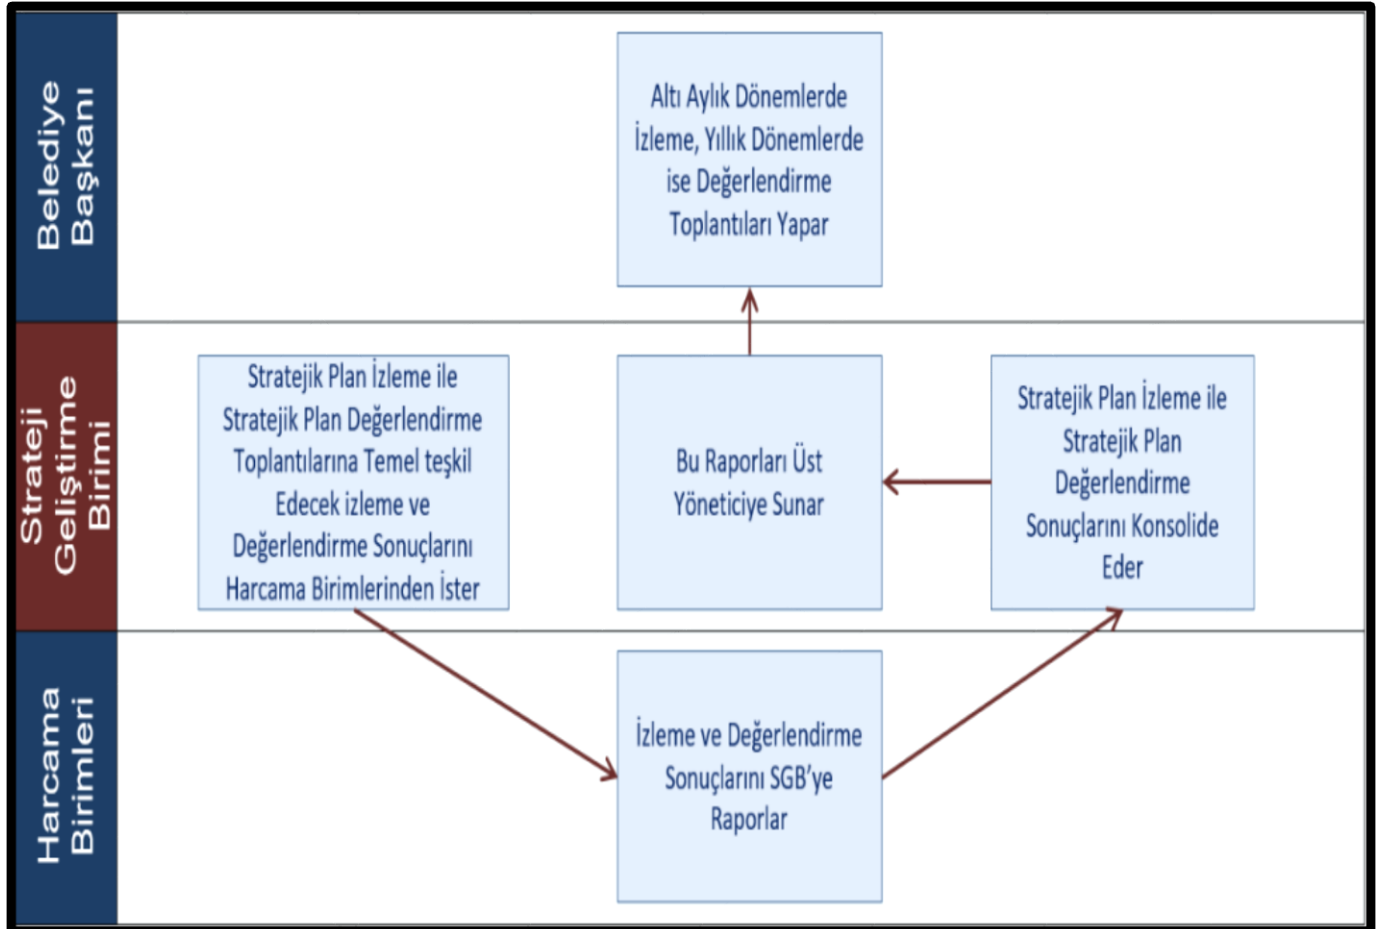 Belediye
Başkanı
Altı Aylık Dönemlerde
İzleme, Yıllık Dönemlerde
ise Değerlendirme
Toplantıları Yapar
Strateji
Geliştirme
Birimi
Stratejik Plan İzleme ile
Stratejik Plan Değerlendirme
Toplantılarına Temel teşkil
Edecek izleme ve
Değerlendirme Sonuçlarını
Harcama Birimlerinden İster
Bu Raporları Üst
Yöneticiye Sunar
Stratejik Plan İzleme ile
Stratejik Plan
Değerlendirme
Sonuçlarını Konsolide
Eder
Harcama
Birimleri
İzleme ve Değerlendirme
Sonuçlarını SGB’ye
Raporlar